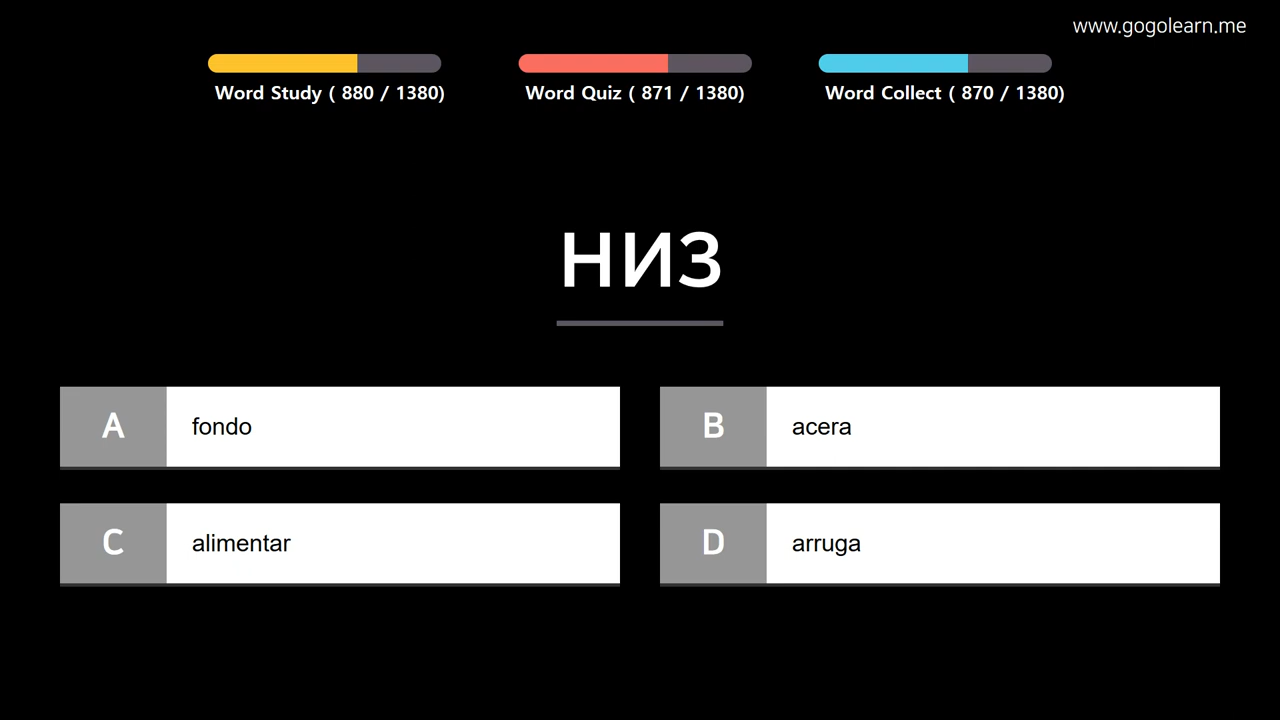 www.gogolearn.me
Word Study ( 880 / 1380)
Word Quiz ( 871 / 1380)
Word Collect ( 870 / 1380)
низ
A fondo
B acera
C alimentar
D arruga